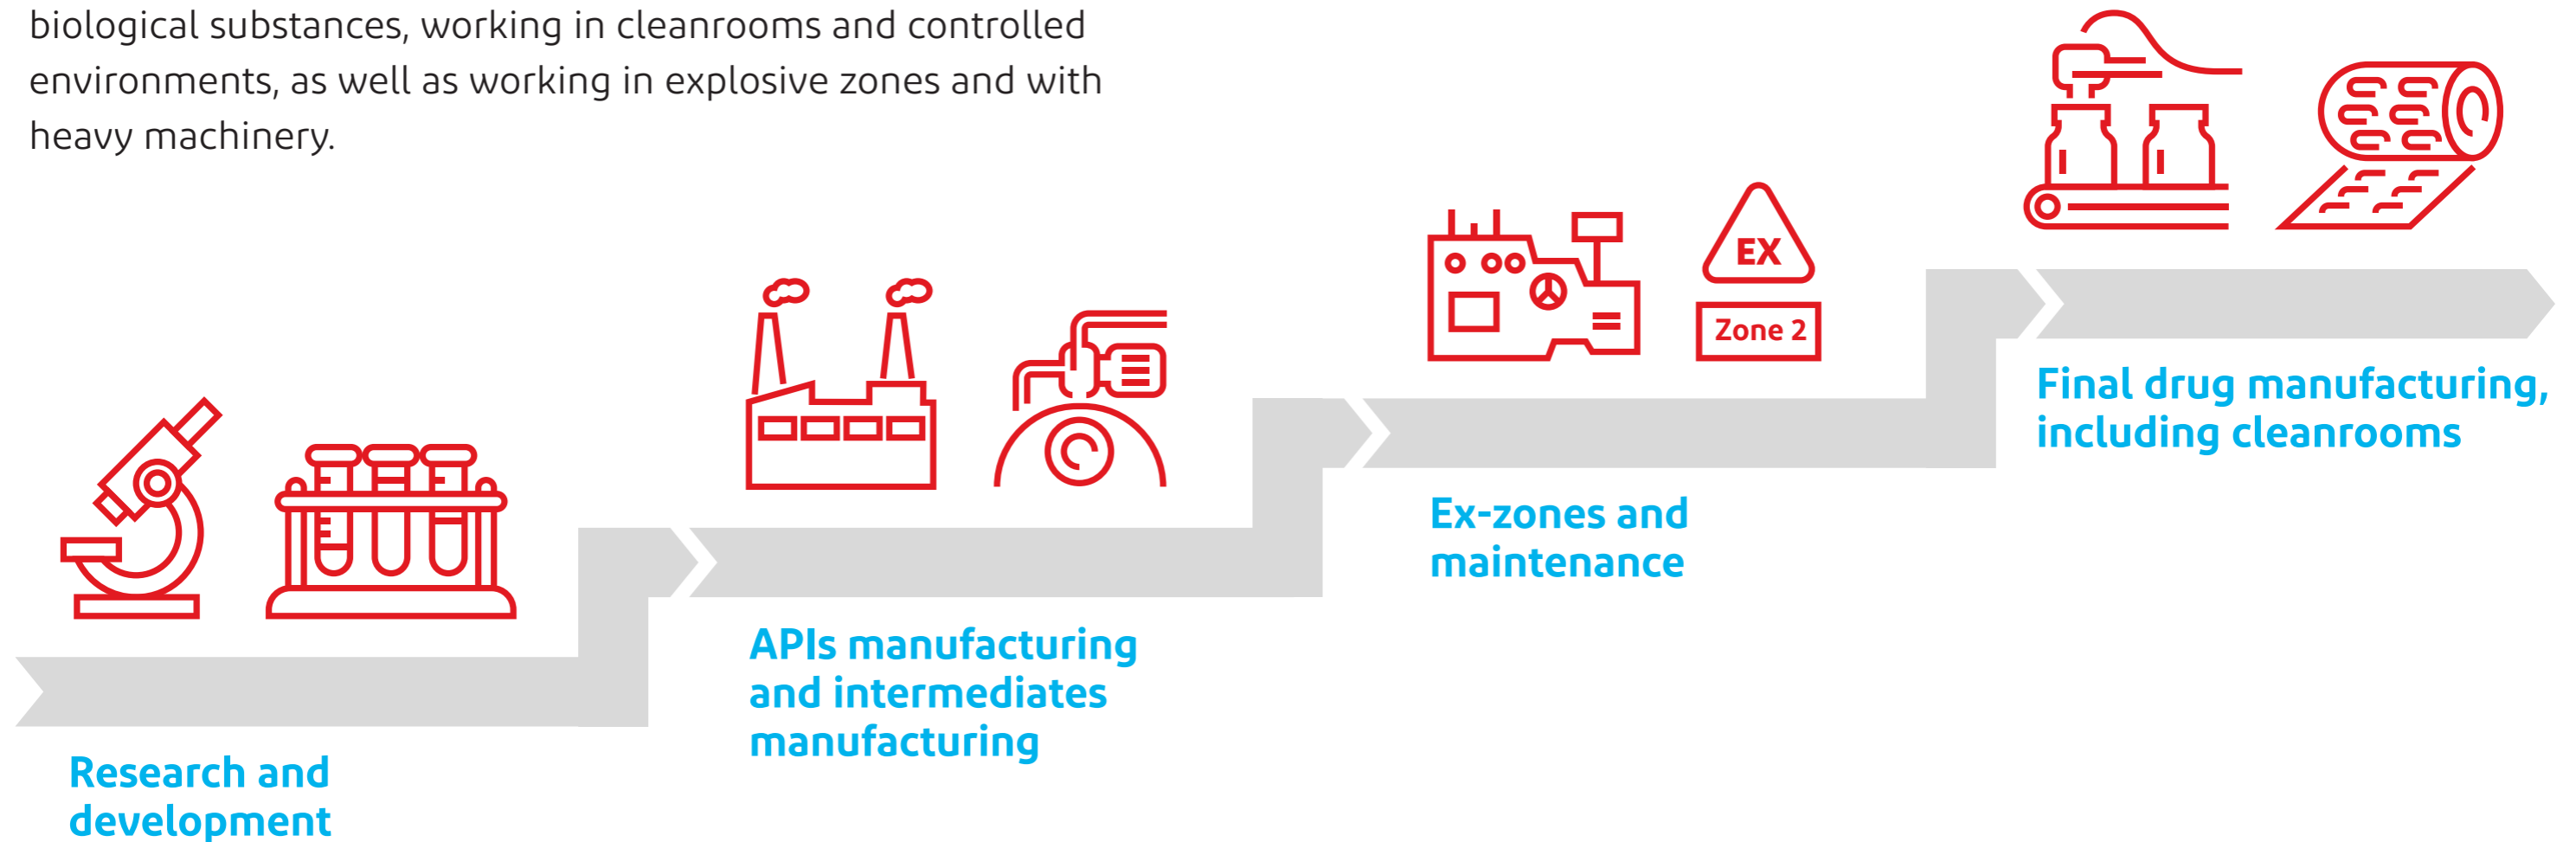 biological substances, working in cleanrooms and controlled
environments, as well as working in explosive zones and with
heavy machinery.
Research and
development
APIs manufacturing
and intermediates
manufacturing
EX
Zone 2
Ex-zones and
maintenance
Final drug manufacturing,
including cleanrooms